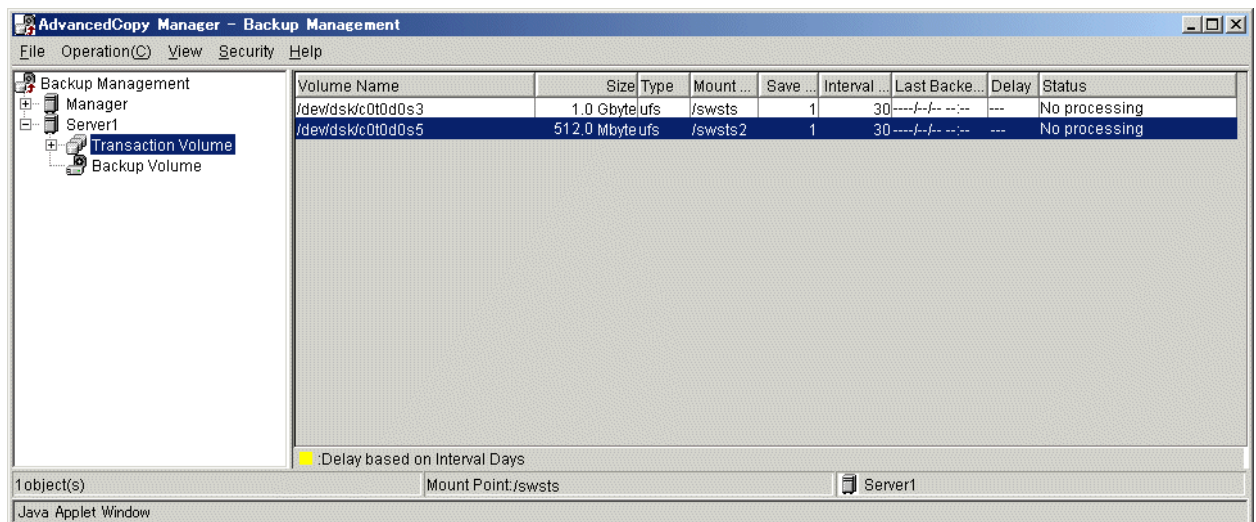 AdvancedCopy Manager - Backup Management
File Operation(C) View Security Help
Backup Management
Manager
Server1
Transaction Volume
Backup Volume
Volume Name Size Type Mount ... Save ... Interval ... Last Backe... Delay Status
/dev/dsk/c0t0d0s3 1.0 Gbyte ufs /swsts 1 30 ----/--/-- --:-- --- No processing
/dev/dsk/c0t0d0s5 512.0 Mbyte ufs /swsts2 1 30 ----/--/-- --:-- --- No processing
:Delay based on Interval Days
1object(s) Mount Point:/swsts Server1
Java Applet Window